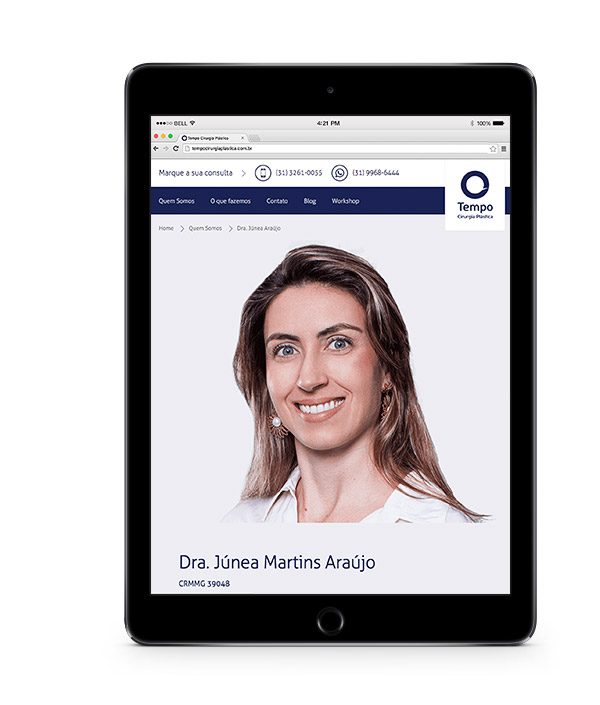 BELL 4:21 PM 100%
Tempo Cirurgia Plástica
tempocirurgiaplastica.com.br
Marque a sua consulta (31) 3261-0055 (31) 9968-6444
Quem Somos O que fazemos Contato Blog Workshop
Tempo
Cirurgia Plástica
Home Quem Somos Dra. Júnea Araújo
Dra. Júnea Martins Araújo
CRMMG 39048